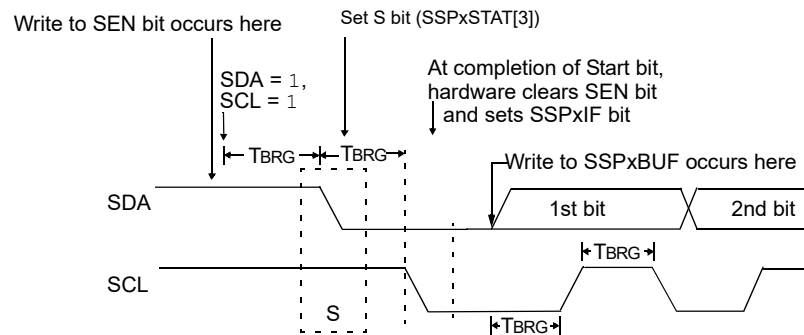 Write to SEN bit occurs here
Set S bit (SSPxSTAT[3])
SDA = 1,
SCL = 1
At completion of Start bit,
hardware clears SEN bit
and sets SSPxIF bit
TBRG
TBRG
Write to SSPxBUF occurs here
SDA
1st bit
2nd bit
TBRG
SCL
S
TBRG